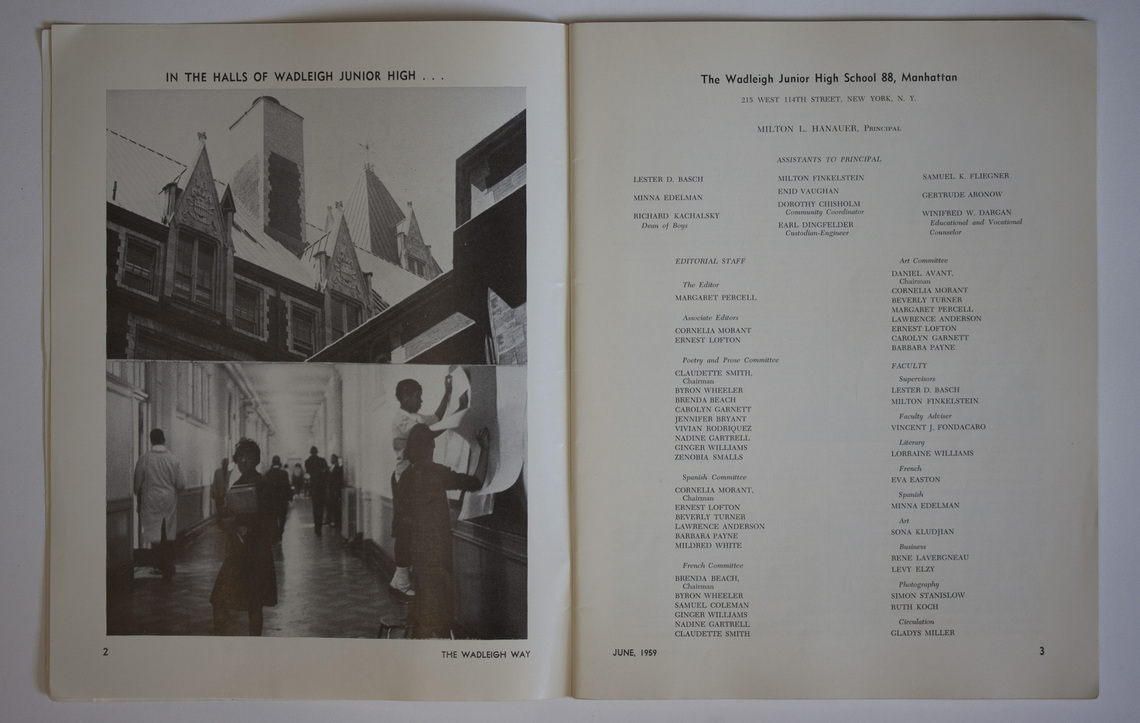 IN THE HALLS OF WADLEIGH JUNIOR HIGH . . .
2
THE WADLEIGH WAY
The Wadleigh Junior High School 88, Manhattan
215 WEST 114TH STREET, NEW YORK, N. Y.
MILTON L. HANAUER, PRINCIPAL
ASSISTANTS TO PRINCIPAL
LESTER D. BASCH
MINNA EDELMAN
RICHARD KACHALSKY
Dean of Boys
MILTON FINKELSTEIN
ENID VAUGHAN
DOROTHY CHISHOLM
Community Coordinator
EARL DINGFELDER
Custodian-Engineer
SAMUEL K. FLIEGNER
GERTRUDE ARONOW
WINIFRED W. DARGAN
Educational and Vocational
Counselor
EDITORIAL STAFF
The Editor
MARGARET PERCELL
Associate Editors
CORNELIA MORANT
ERNEST LOFTON
Poetry and Prose Committee
CLAUDETTE SMITH,
Chairman
BYRON WHEELER
BRENDA BEACH
CAROLYN GARNETT
JENNIFER BRYANT
VIVIAN RODRIQUEZ
NADINE GARTRELL
GINGER WILLIAMS
ZENOBIA SMALLS
Spanish Committee
CORNELIA MORANT,
Chairman
ERNEST LOFTON
BEVERLY TURNER
LAWRENCE ANDERSON
BARBARA PAYNE
MILDRED WHITE
French Committee
BRENDA BEACH,
Chairman
BYRON WHEELER
SAMUEL COLEMAN
GINGER WILLIAMS
NADINE GARTRELL
CLAUDETTE SMITH
Art Committee
DANIEL AVANT,
Chairman
CORNELIA MORANT
BEVERLY TURNER
MARGARET PERCELL
LAWRENCE ANDERSON
ERNEST LOFTON
CAROLYN GARNETT
BARBARA PAYNE
FACULTY
Supervisors
LESTER D. BASCH
MILTON FINKELSTEIN
Faculty Adviser
VINCENT J. FONDACARO
Literary
LORRAINE WILLIAMS
French
EVA EASTON
Spanish
MINNA EDELMAN
Art
SONA KLUDJIAN
Business
RENE LAVERGNEAU
LEVY ELZY
Photography
SIMON STANISLOW
RUTH KOCH
Circulation
GLADYS MILLER
JUNE, 1959
3